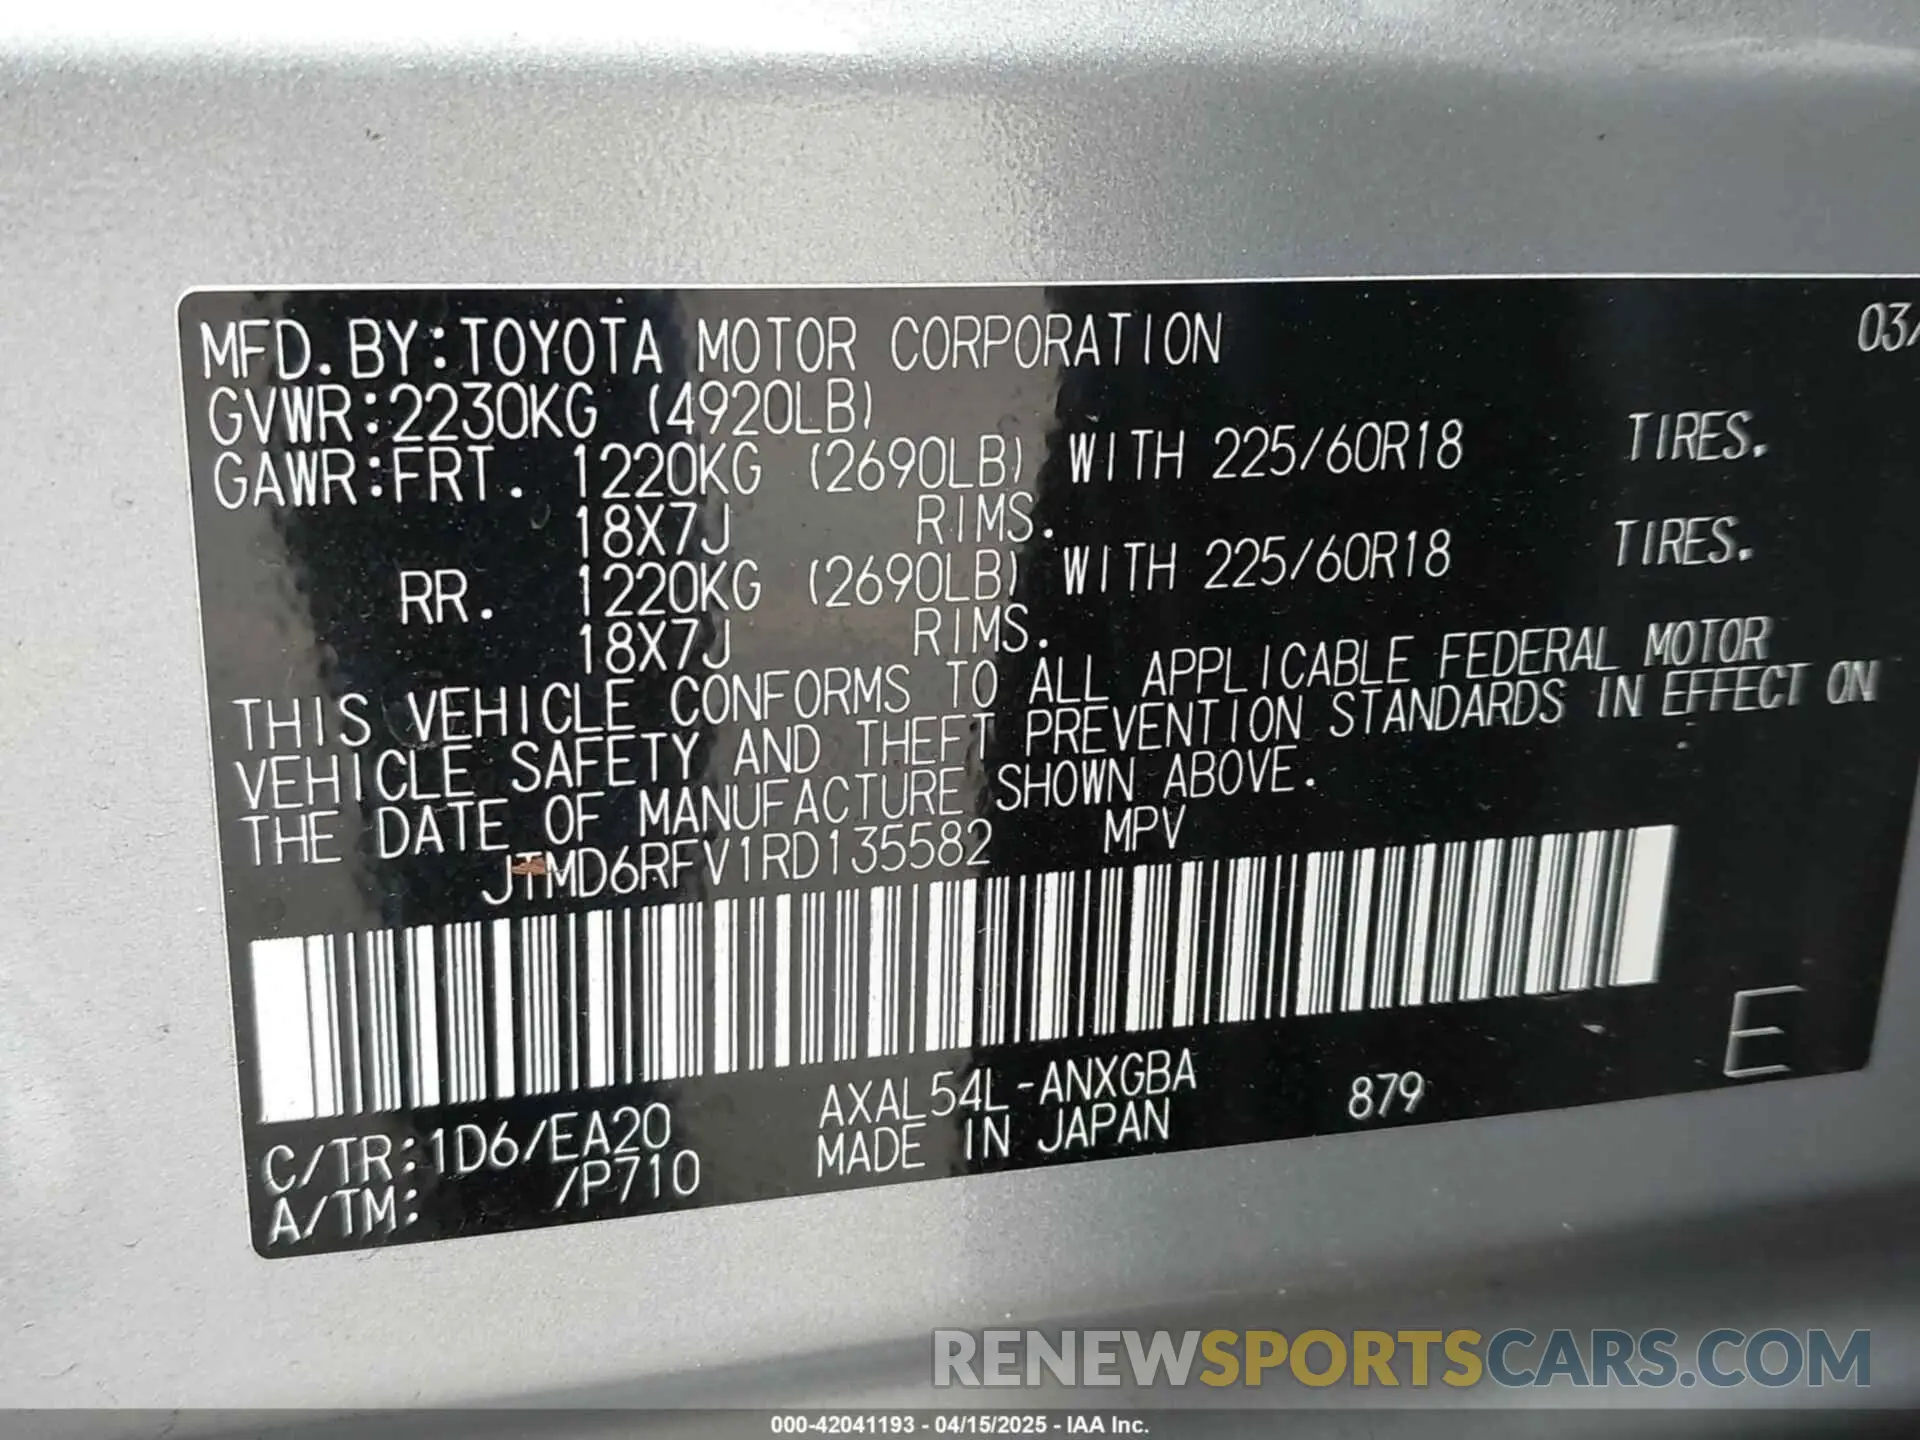 MFD. BY: TOYOTA MOTOR CORPORATION 03/
GVWR: 2230KG (4920LB)
GAWR: FRT. 1220KG (2690LB) WITH 225/60R18 TIRES.
18X7J RIMS.
RR. 1220KG (2690LB) WITH 225/60R18 TIRES.
18X7J RIMS.
THIS VEHICLE CONFORMS TO ALL APPLICABLE FEDERAL MOTOR
VEHICLE SAFETY AND THEFT PREVENTION STANDARDS IN EFFECT ON
THE DATE OF MANUFACTURE SHOWN ABOVE.
JTMD6RFV1RD135582 MPV
E
AXAL54L-ANXGBA 879
C/TR: 1D6/EA20 MADE IN JAPAN
A/TM: /P710
RENEWSPORTSCARS.COM
000-42041193 - 04/15/2025 - IAA Inc.